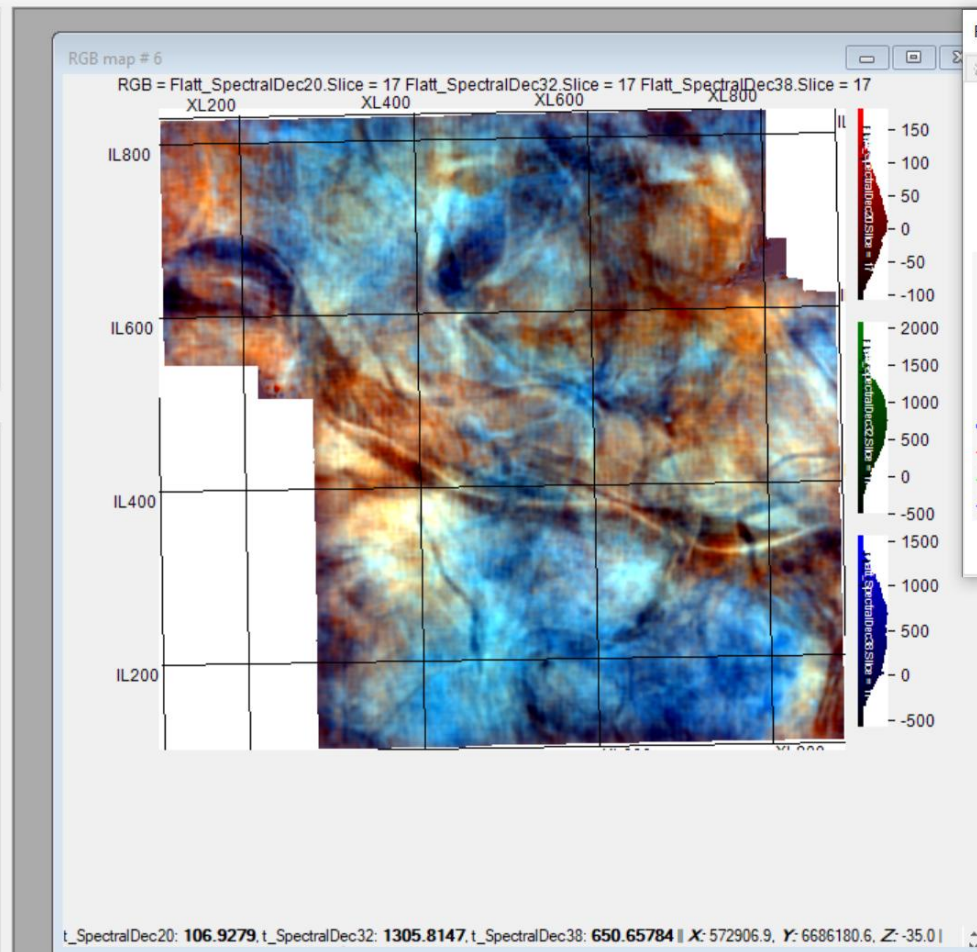 RGB map # 6
RGB = Flatt_SpectralDec20.Slice = 17 Flatt_SpectralDec32.Slice = 17 Flatt_SpectralDec38.Slice = 17
XL200 XL400 XL600 XL800
IL800
IL600
IL400
IL200
150
100
50
0
-50
-100
2000
1500
1000
500
0
-500
1500
1000
500
0
-500
t_SpectralDec20: 106.9279, t_SpectralDec32: 1305.8147, t_SpectralDec38: 650.65784 || X: 572906.9, Y: 6686180.6, Z: -35.0 |